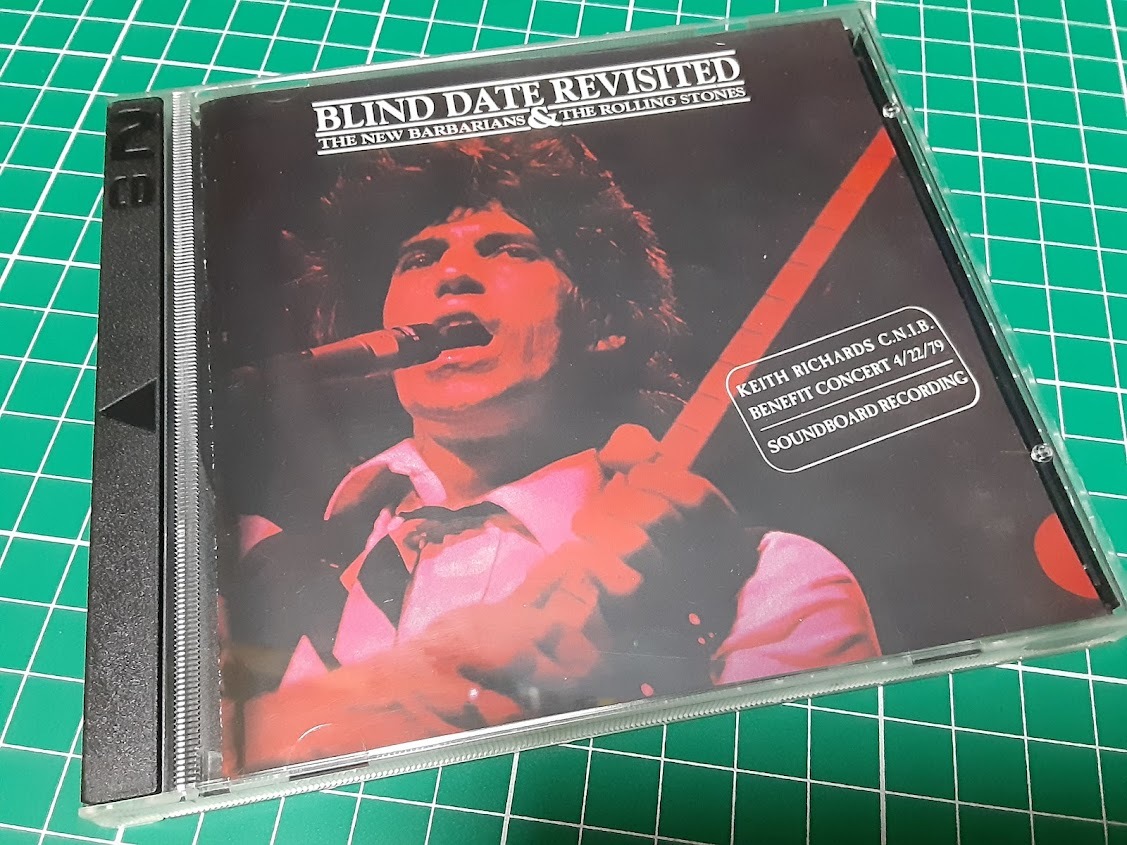 BLIND DATE REVISITED
THE NEW BARBARIANS & THE ROLLING STONES
KEITH RICHARDS C.N.I.B.
BENEFIT CONCERT 4/22/79
SOUNDBOARD RECORDING
2